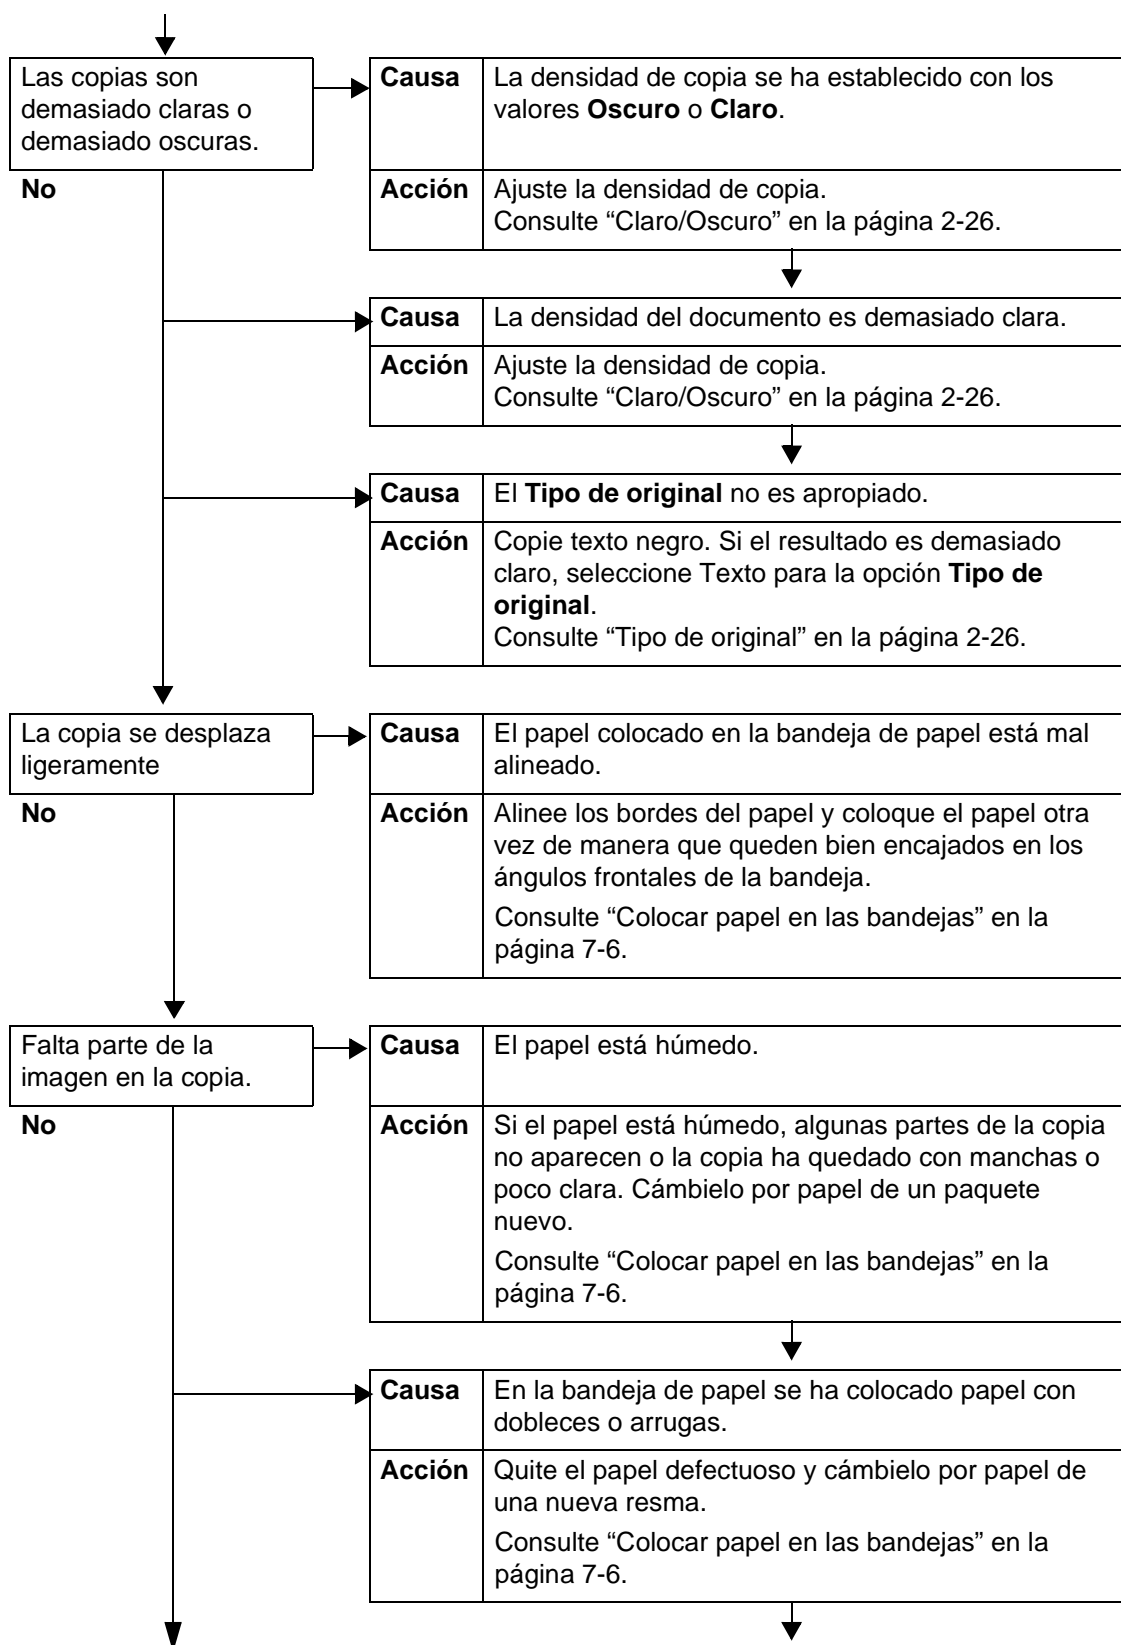 Las copias son
demasiado claras o
demasiado oscuras.
Causa
La densidad de copia se ha establecido con los
valores Oscuro o Claro.
No
Acción
Ajuste la densidad de copia.
Consulte “Claro/Oscuro” en la página 2-26.
Causa
La densidad del documento es demasiado clara.
Acción
Ajuste la densidad de copia.
Consulte “Claro/Oscuro” en la página 2-26.
Causa
El Tipo de original no es apropiado.
Acción
Copie texto negro. Si el resultado es demasiado
claro, seleccione Texto para la opción Tipo de
original.
Consulte “Tipo de original” en la página 2-26.
La copia se desplaza
ligeramente
Causa
El papel colocado en la bandeja de papel está mal
alineado.
No
Acción
Alinee los bordes del papel y coloque el papel otra
vez de manera que queden bien encajados en los
ángulos frontales de la bandeja.
Consulte “Colocar papel en las bandejas” en la
página 7-6.
Falta parte de la
imagen en la copia.
Causa
El papel está húmedo.
No
Acción
Si el papel está húmedo, algunas partes de la copia
no aparecen o la copia ha quedado con manchas o
poco clara. Cámbielo por papel de un paquete
nuevo.
Consulte “Colocar papel en las bandejas” en la
página 7-6.
Causa
En la bandeja de papel se ha colocado papel con
dobleces o arrugas.
Acción
Quite el papel defectuoso y cámbielo por papel de
una nueva resma.
Consulte “Colocar papel en las bandejas” en la
página 7-6.